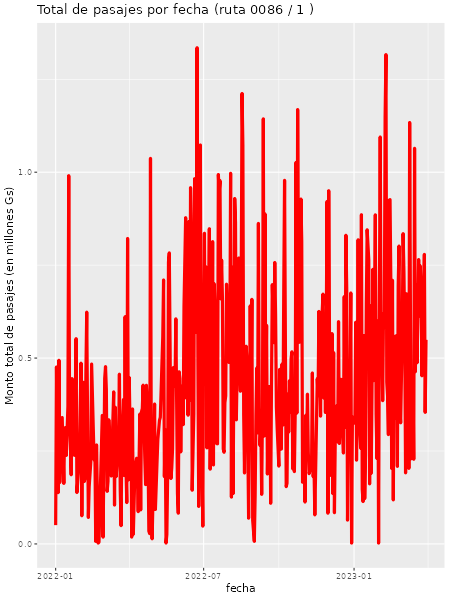 Total de pasajes por fecha (ruta 0086 / 1 )
Monto total de pasajes (en millones Gs)
1.0
0.5
0.0
2022-01 2022-07 2023-01
fecha